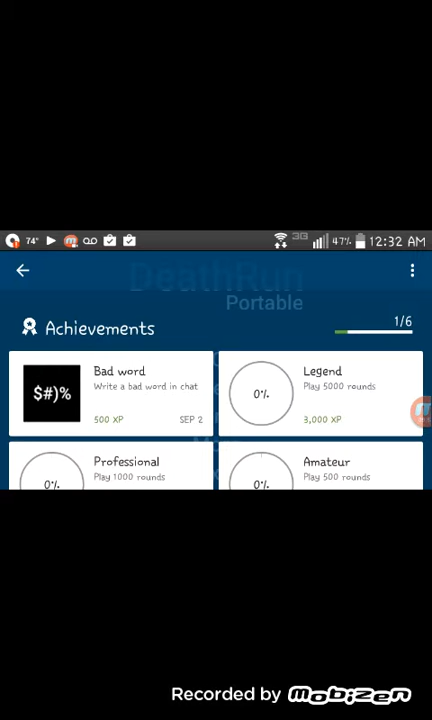 74°
3G
47%
12:32 AM
DeathRun
Portable
Achievements
1/6
$#)%
Bad word
Write a bad word in chat
500 XP
SEP 2
0%
Legend
Play 5000 rounds
3,000 XP
0%
Professional
Play 1000 rounds
0%
Amateur
Play 500 rounds
Recorded by MOBIZEN